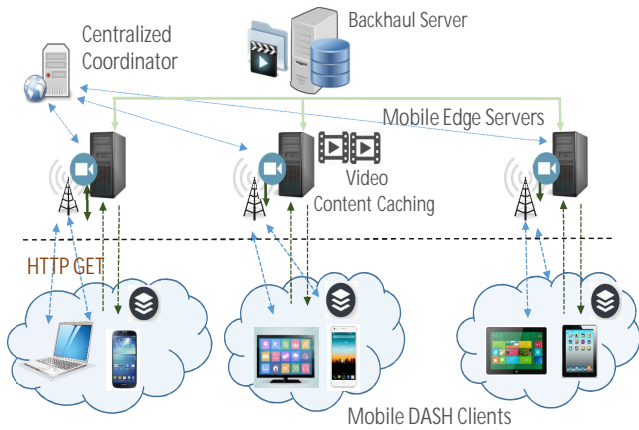 Backhaul Server
Centralized
Coordinator
Mobile Edge Servers
Video
Content Caching
HTTP GET
Mobile DASH Clients